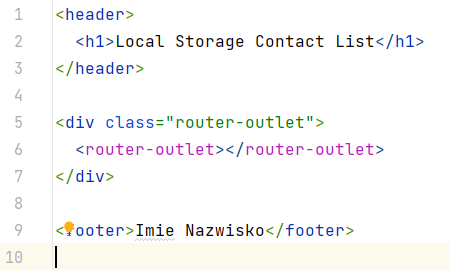 1 <header>
2 <h1>Local Storage Contact List</h1>
3 </header>
4
5 <div class="router-outlet">
6 <router-outlet></router-outlet>
7 </div>
8
9 <footer>Imie Nazwisko</footer>
10